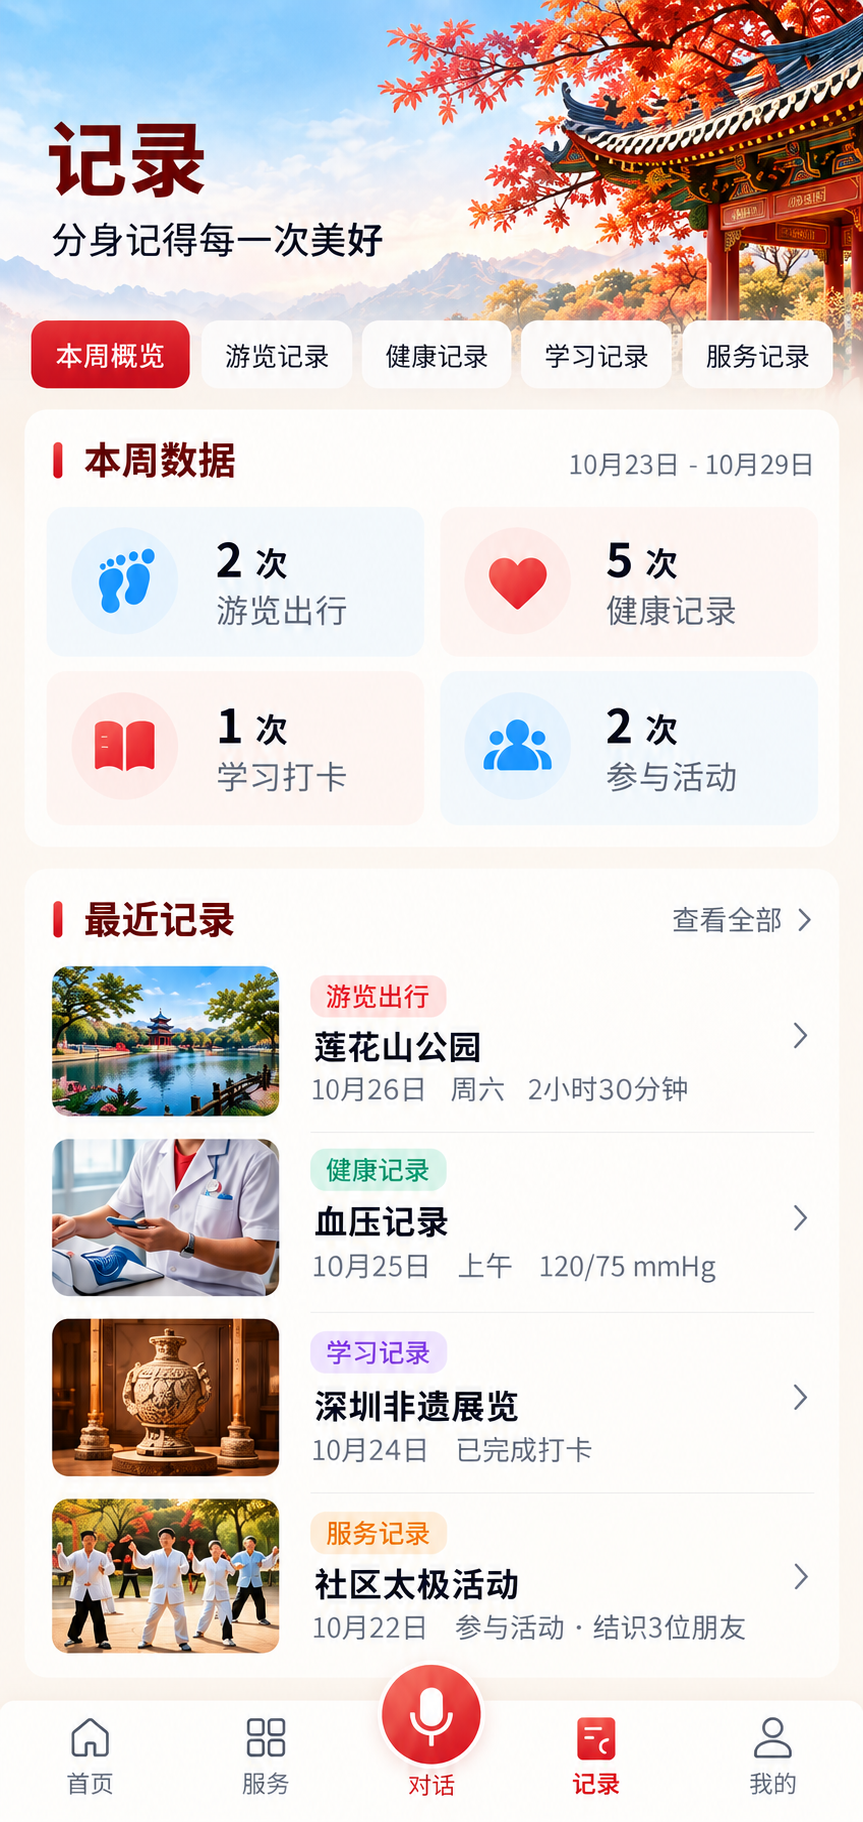 记录
分身记得每一次美好
本周概览 游览记录 健康记录 学习记录 服务记录
本周数据 10月23日 - 10月29日
2 次 5 次
游览出行 健康记录
1 次 2 次
学习打卡 参与活动
最近记录 查看全部
游览出行
莲花山公园
10月26日 周六 2小时30分钟
健康记录
血压记录
10月25日 上午 120/75 mmHg
学习记录
深圳非遗展览
10月24日 已完成打卡
服务记录
社区太极活动
10月22日 参与活动 · 结识3位朋友
首页 服务 对话 记录 我的